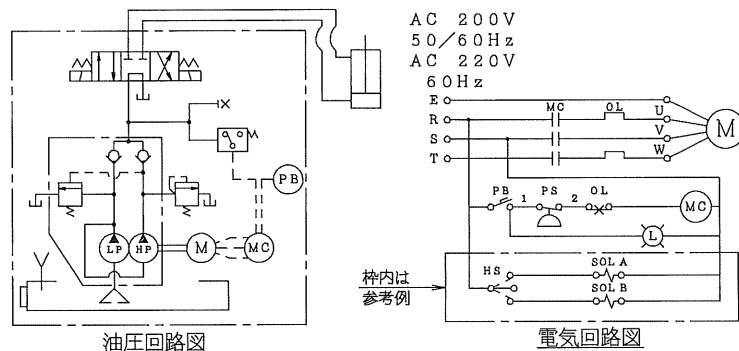 AC 200V
50/60Hz
AC 220V
60Hz
E
R
S
T
MC
OL
U
V
W
M
PB
PS
OL
1
2
MC
L
HS
SOL A
SOL B
枠内は
参考例
電気回路図
PB
LP
HP
M
MC
油圧回路図